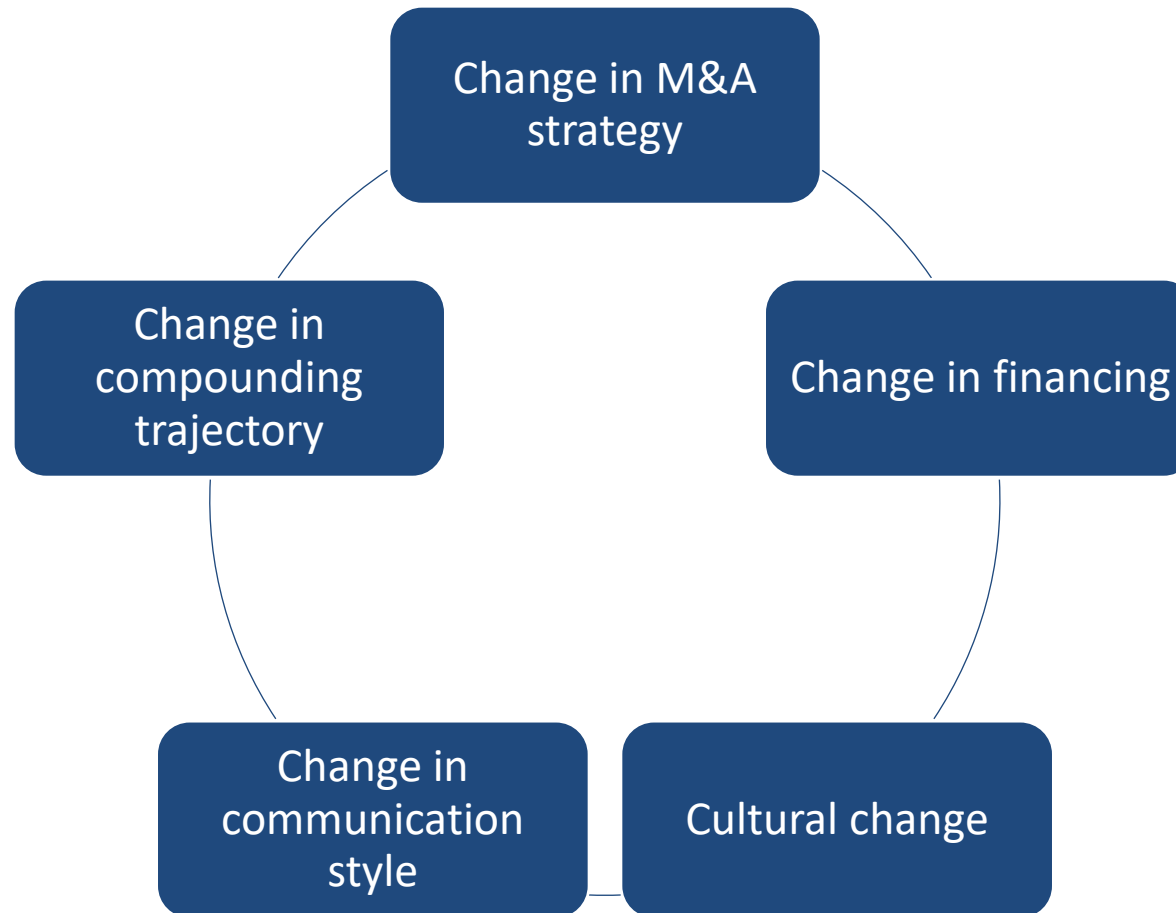 Change in M&A
strategy
Change in financing
Cultural change
Change in
communication
style
Change in
compounding
trajectory